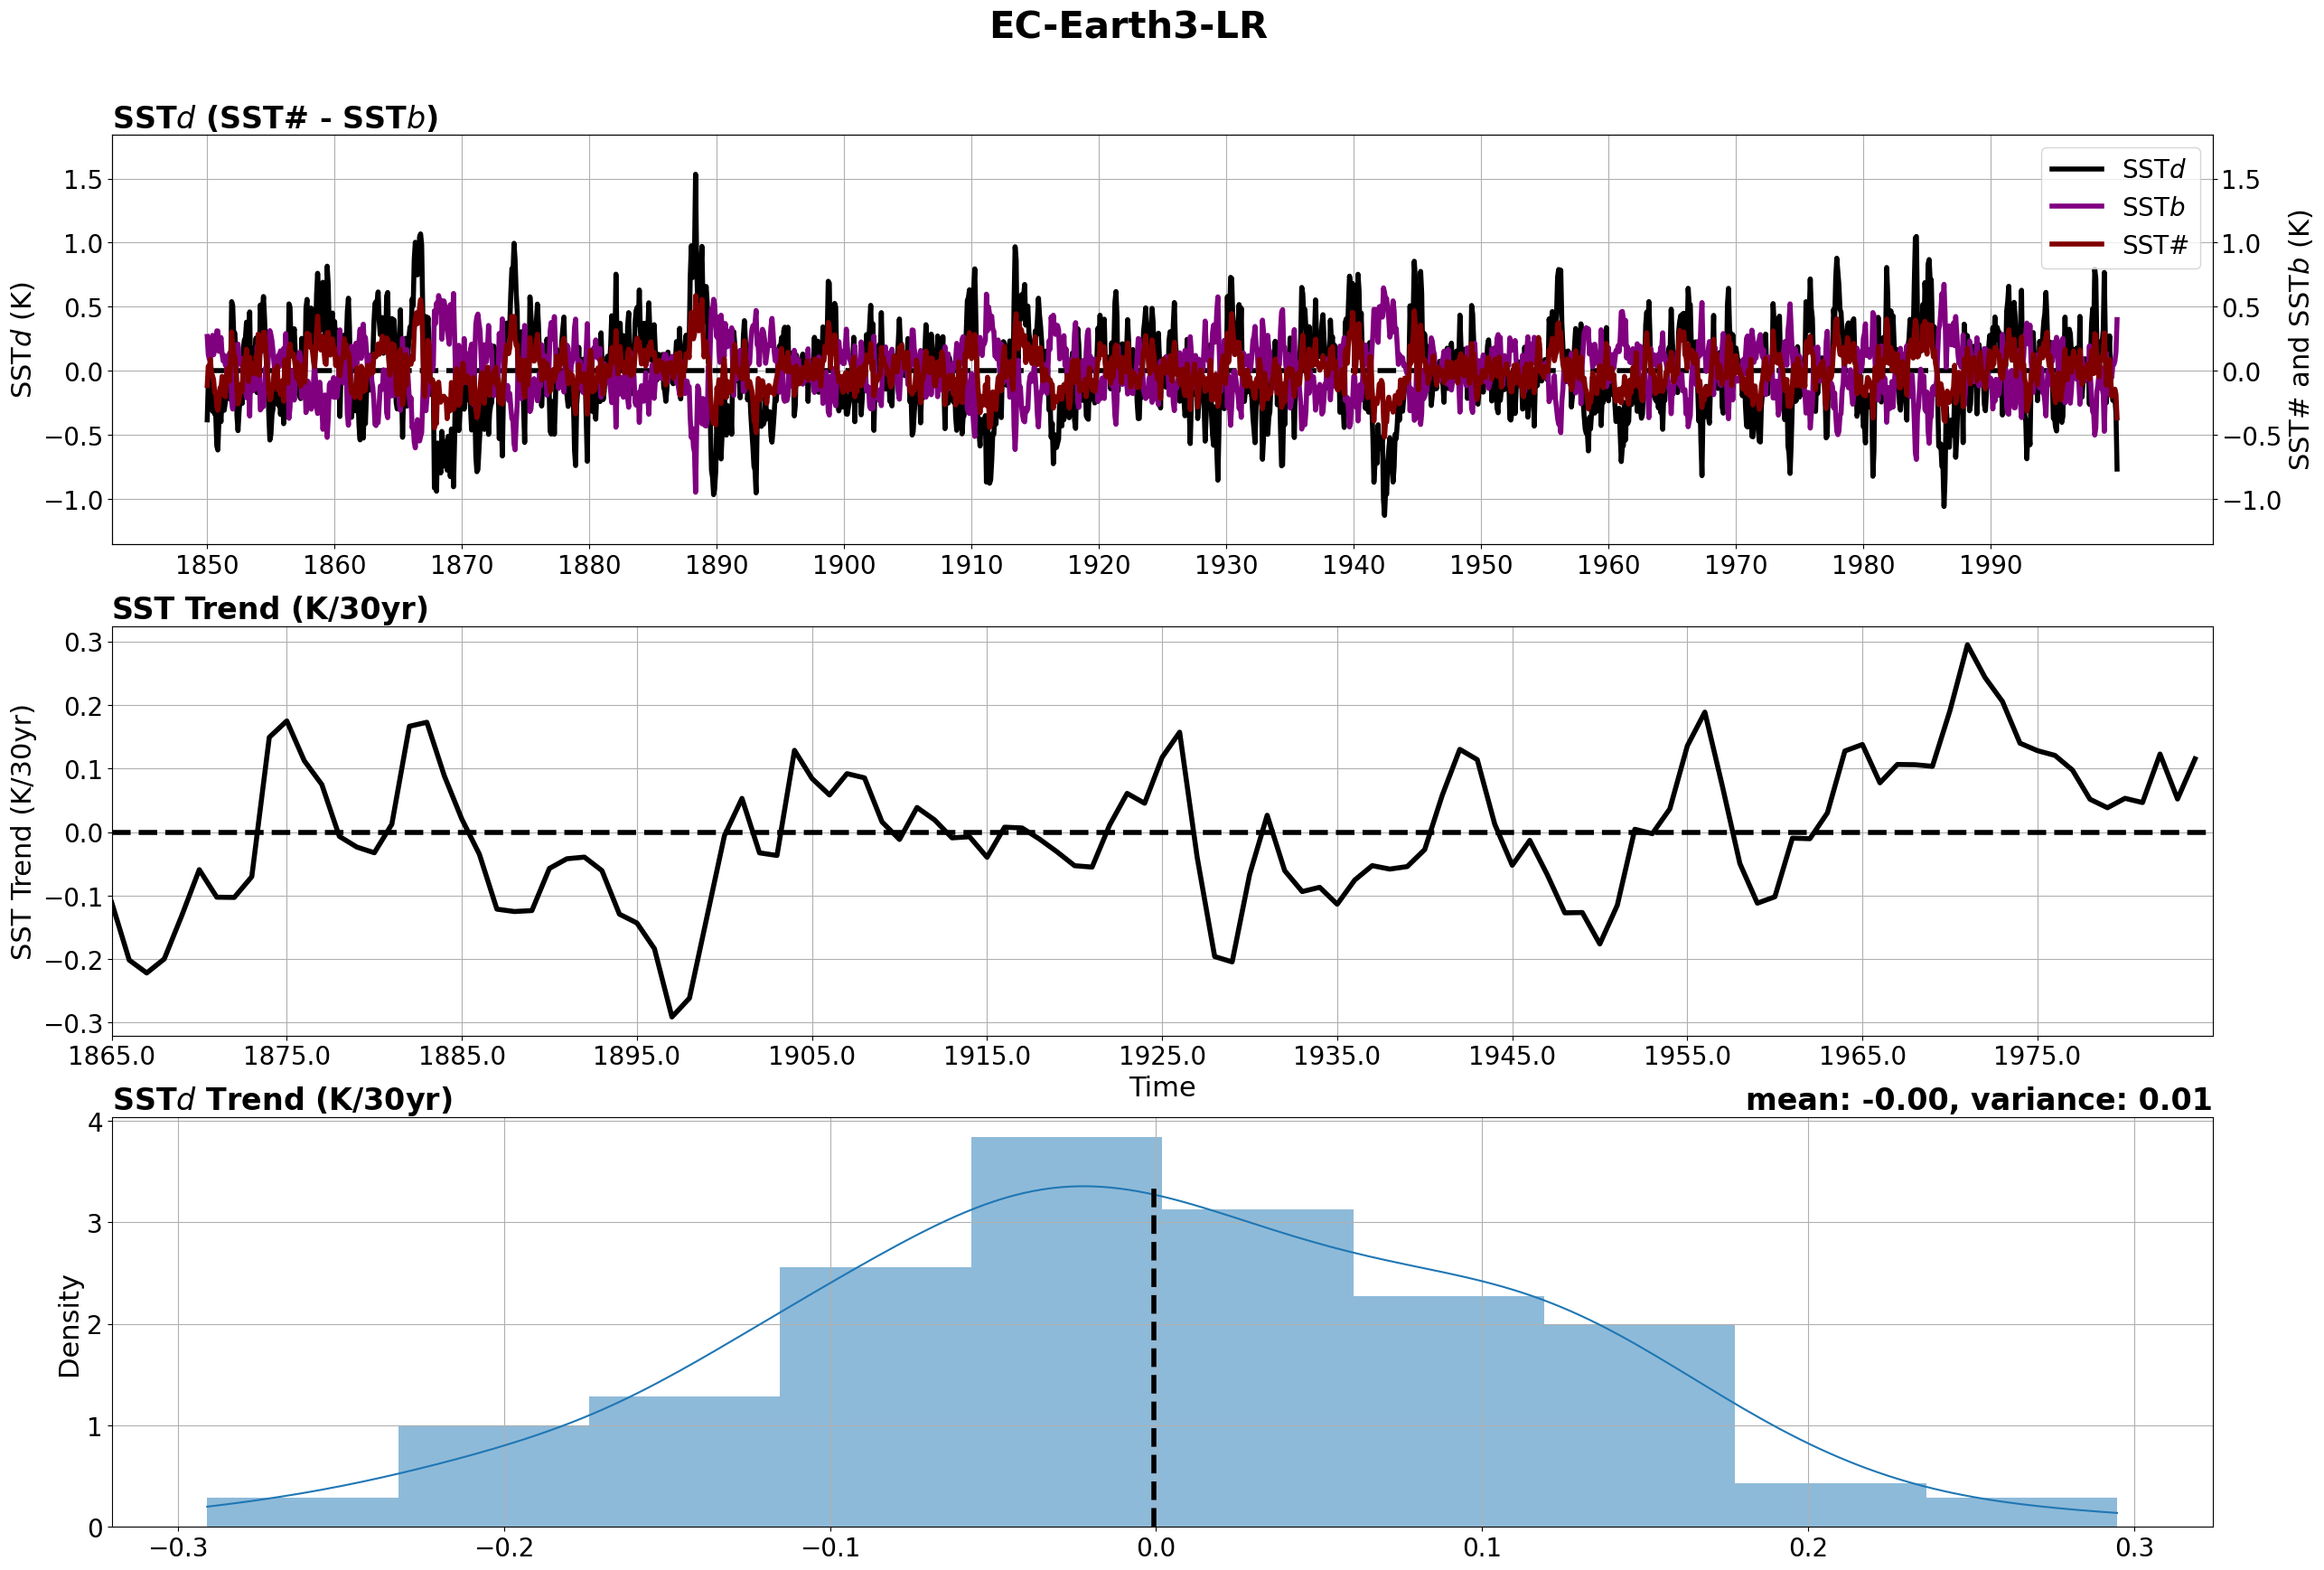 EC-Earth3-LR
SSTd (SST# - SSTb)
1.5
1.0
0.5
0.0
−0.5
−1.0
SSTd (K)
1.5
1.0
0.5
0.0
−0.5
−1.0
SST# and SSTb (K)
SSTd
SSTb
SST#
1850 1860 1870 1880 1890 1900 1910 1920 1930 1940 1950 1960 1970 1980 1990
SST Trend (K/30yr)
0.3
0.2
0.1
0.0
−0.1
−0.2
−0.3
SST Trend (K/30yr)
1865.0 1875.0 1885.0 1895.0 1905.0 1915.0 1925.0 1935.0 1945.0 1955.0 1965.0 1975.0
Time
SSTd Trend (K/30yr)
mean: -0.00, variance: 0.01
4
3
2
1
0
Density
−0.3 −0.2 −0.1 0.0 0.1 0.2 0.3